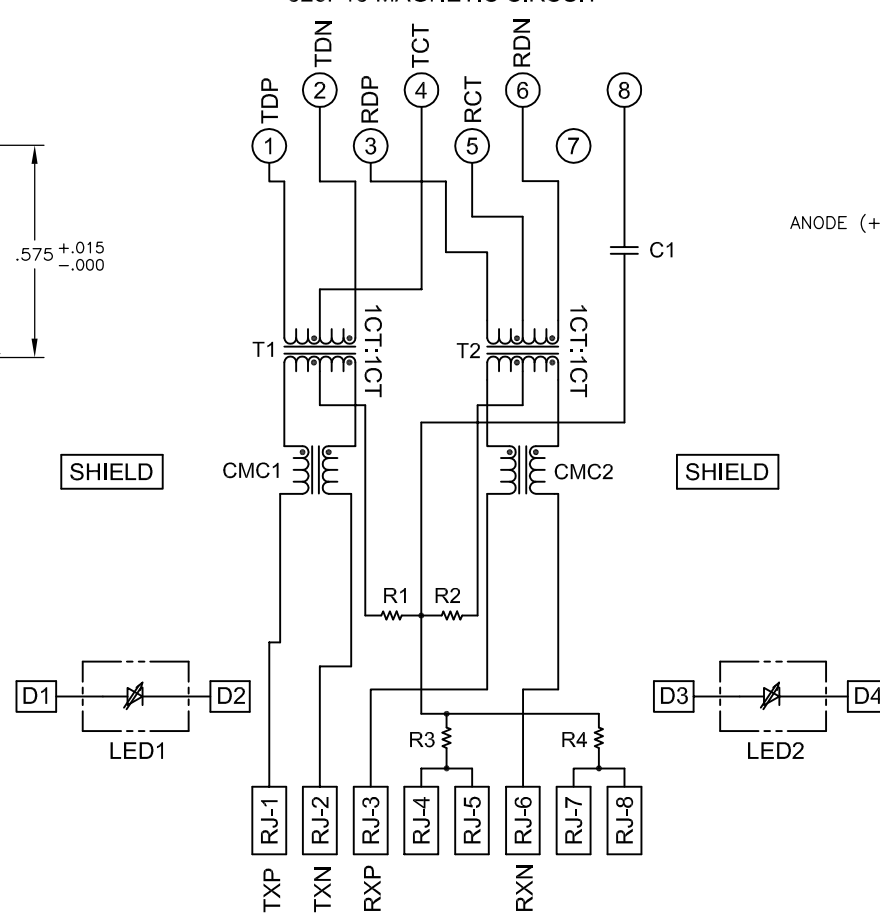 TDP
TDN
RDP
TCT
RCT
RDN
1
2
3
4
5
6
7
8
.575 +.015
-.000
ANODE (+
C1
T1
1CT:1CT
T2
1CT:1CT
SHIELD
CMC1
CMC2
SHIELD
R1
R2
D1
D2
LED1
D3
D4
LED2
R3
R4
RJ-1
RJ-2
RJ-3
RJ-4
RJ-5
RJ-6
RJ-7
RJ-8
TXP
TXN
RXP
RXN